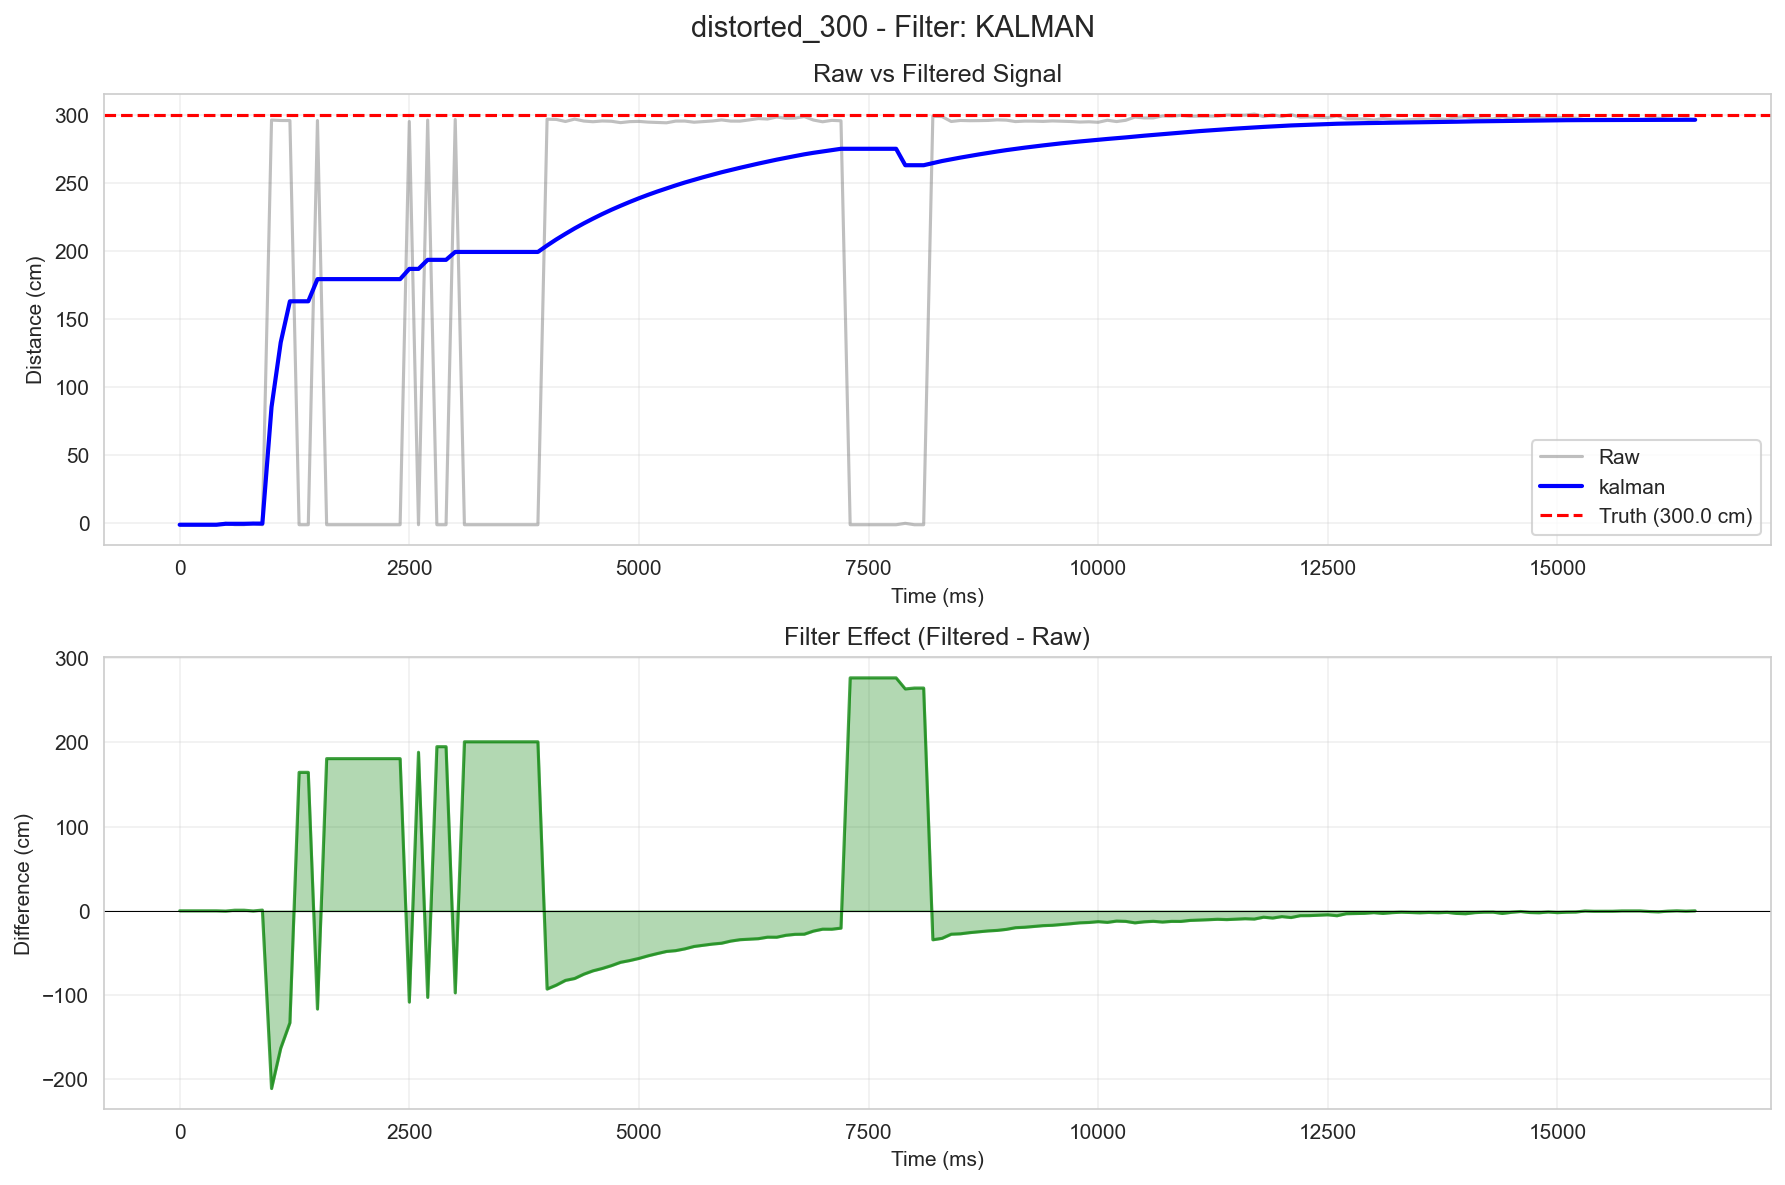 distorted_300 - Filter: KALMAN
Raw vs Filtered Signal
300
250
200
150
100
50
0
Distance (cm)
Raw
kalman
Truth (300.0 cm)
0 2500 5000 7500 10000 12500 15000
Time (ms)
Filter Effect (Filtered - Raw)
300
200
100
0
−100
−200
Difference (cm)
0 2500 5000 7500 10000 12500 15000
Time (ms)